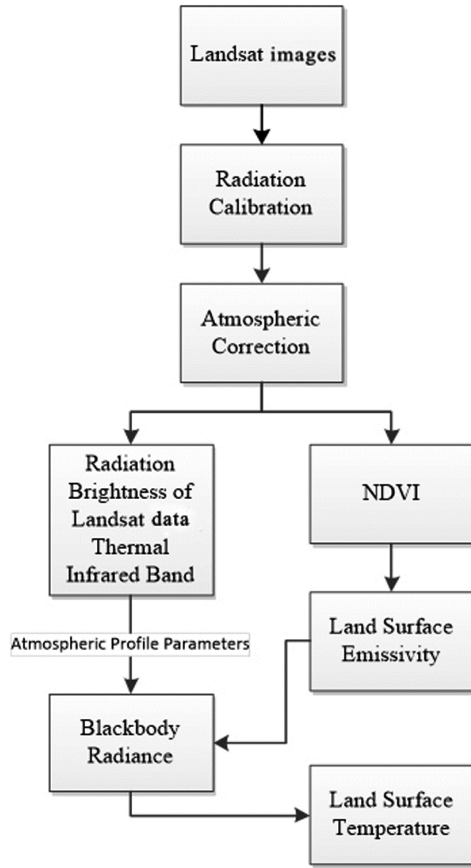 Landsat images
Radiation
Calibration
Atmospheric
Correction
Radiation
Brightness of
Landsat data
Thermal
Infrared Band
NDVI
Atmospheric Profile Parameters
Land Surface
Emissivity
Blackbody
Radiance
Land Surface
Temperature